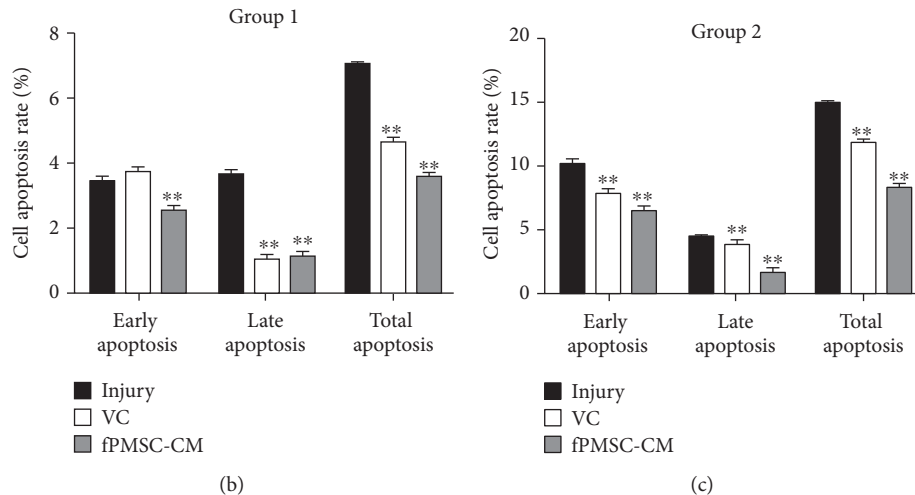 Group 1
Cell apoptosis rate (%)
8
6
4
2
0
**
**
**
**
**
Early apoptosis
Late apoptosis
Total apoptosis
Injury
VC
fPMSC-CM
(b)
Group 2
Cell apoptosis rate (%)
20
15
10
5
0
**
**
**
**
**
**
Early apoptosis
Late apoptosis
Total apoptosis
Injury
VC
fPMSC-CM
(c)